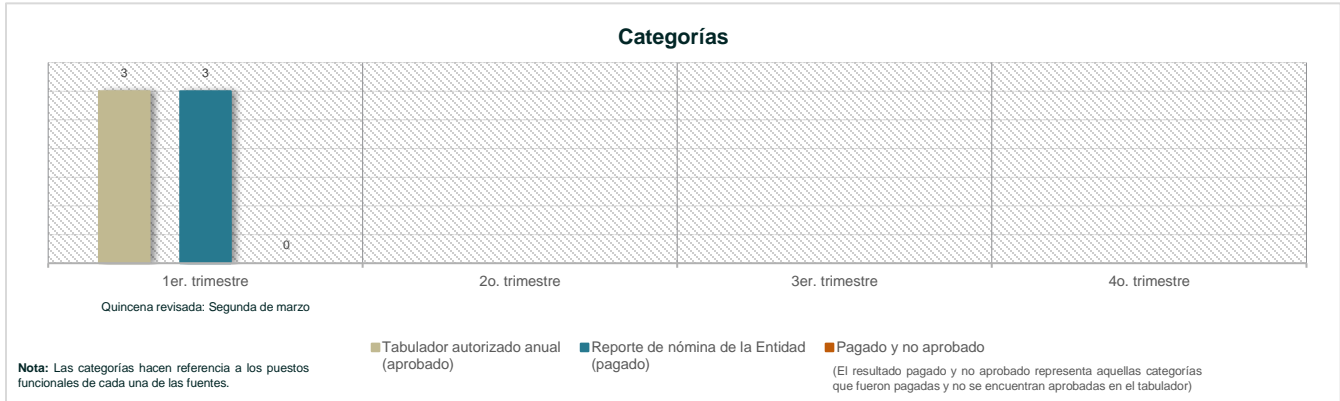 Categorías
3
3
0
1er. trimestre
2o. trimestre
3er. trimestre
4o. trimestre
Quincena revisada: Segunda de marzo
Tabulador autorizado anual
(aprobado)
Reporte de nómina de la Entidad
(pagado)
Pagado y no aprobado
(El resultado pagado y no aprobado representa aquellas categorías
que fueron pagadas y no se encuentran aprobadas en el tabulador)
Nota: Las categorías hacen referencia a los puestos
funcionales de cada una de las fuentes.